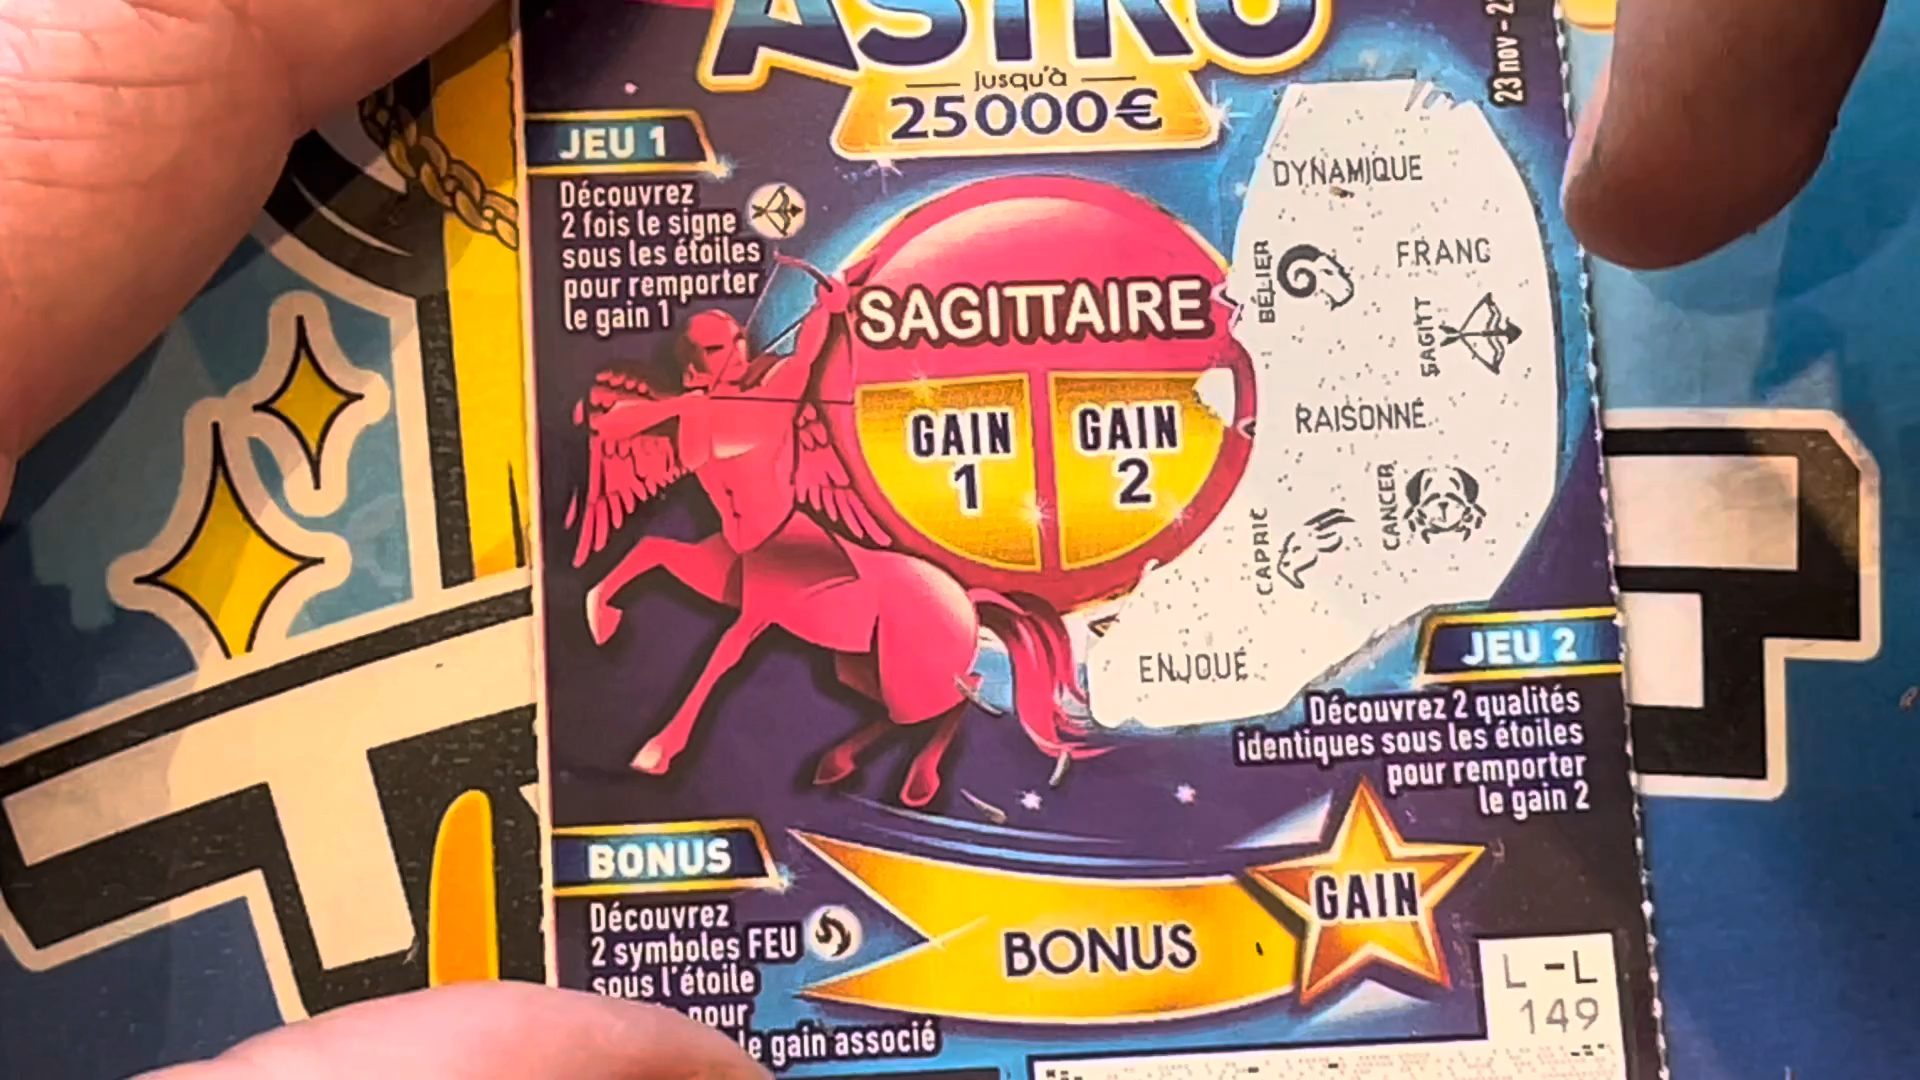 ASTRO
Jusqu'à
25 000 €
23 nov - 2
JEU 1
Découvrez
2 fois le signe
sous les étoiles
pour remporter
le gain 1
SAGITTAIRE
GAIN
1
GAIN
2
DYNAMIQUE
BÉLIER
FRANC
SAGITT
RAISONNÉ
CAPRIC
CANCER
ENJOUÉ
JEU 2
Découvrez 2 qualités
identiques sous les étoiles
pour remporter
le gain 2
BONUS
Découvrez
2 symboles FEU
sous l'étoile
pour
le gain associé
BONUS
GAIN
L -L
149